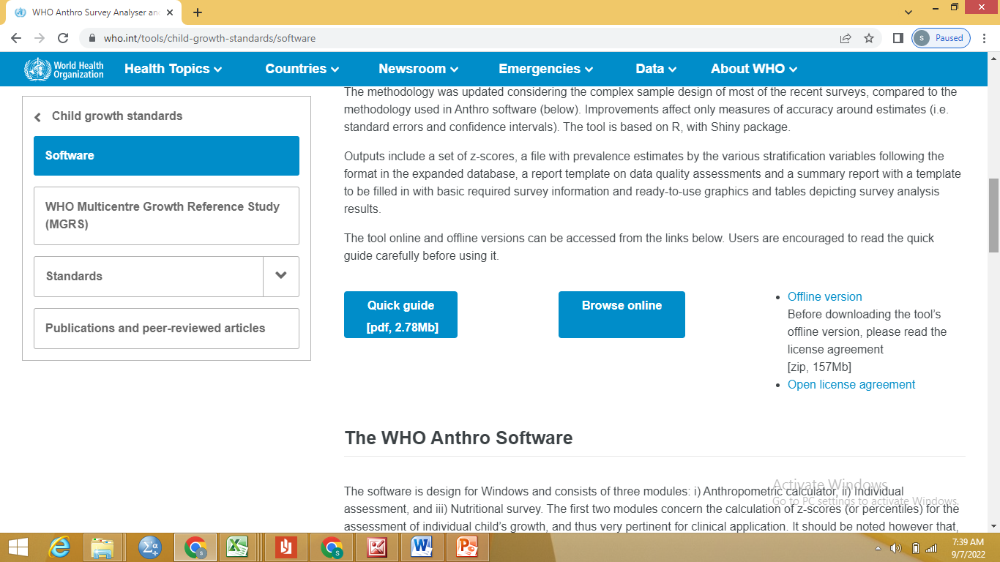 WHO Anthro Survey Analyser an
who.int/tools/child-growth-standards/software
S
Paused
World Health
Organization
Health Topics
Countries
Newsroom
Emergencies
Data
About WHO
Child growth standards
Software
WHO Multicentre Growth Reference Study
(MGRS)
Standards
Publications and peer-reviewed articles
The methodology was updated considering the complex sample design of most of the recent surveys, compared to the
methodology used in Anthro software (below). Improvements affect only measures of accuracy around estimates (i.e.
standard errors and confidence intervals). The tool is based on R, with Shiny package.
Outputs include a set of z-scores, a file with prevalence estimates by the various stratification variables following the
format in the expanded database, a report template on data quality assessments and a summary report with a template
to be filled in with basic required survey information and ready-to-use graphics and tables depicting survey analysis
results.
The tool online and offline versions can be accessed from the links below. Users are encouraged to read the quick
guide carefully before using it.
Quick guide
[pdf, 2.78Mb]
Browse online
Offline version
Before downloading the tool's
offline version, please read the
license agreement
[zip, 157Mb]
Open license agreement
The WHO Anthro Software
The software is design for Windows and consists of three modules: i) Anthropometric calculator, ii) Individual
assessment, and iii) Nutritional survey. The first two modules concern the calculation of z-scores (or percentiles) for the
assessment of individual child's growth, and thus very pertinent for clinical application. It should be noted however that,
Activate Windows
Go to PC settings to activate Windows.
7:39 AM
9/7/2022